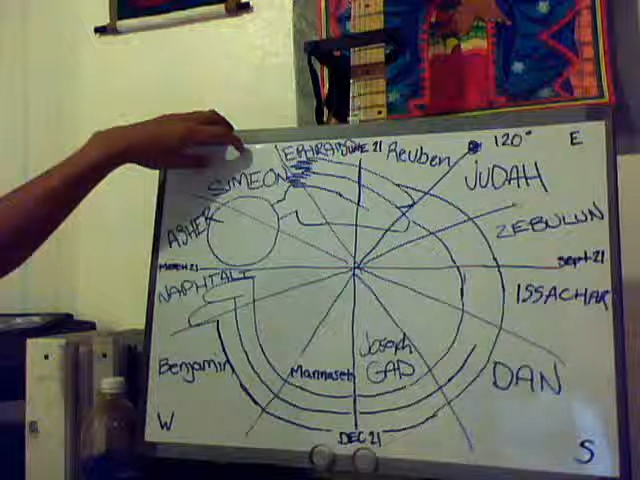 EPHRAIM
JUNE 21
Reuben
120°
E
SIMEON
JUDAH
ASHER
ZEBULUN
MARCH 21
Sept 21
NAPHTALI
ISSACHAR
Benjamin
Mannaseh
Joseph
GAD
DAN
W
DEC 21
S